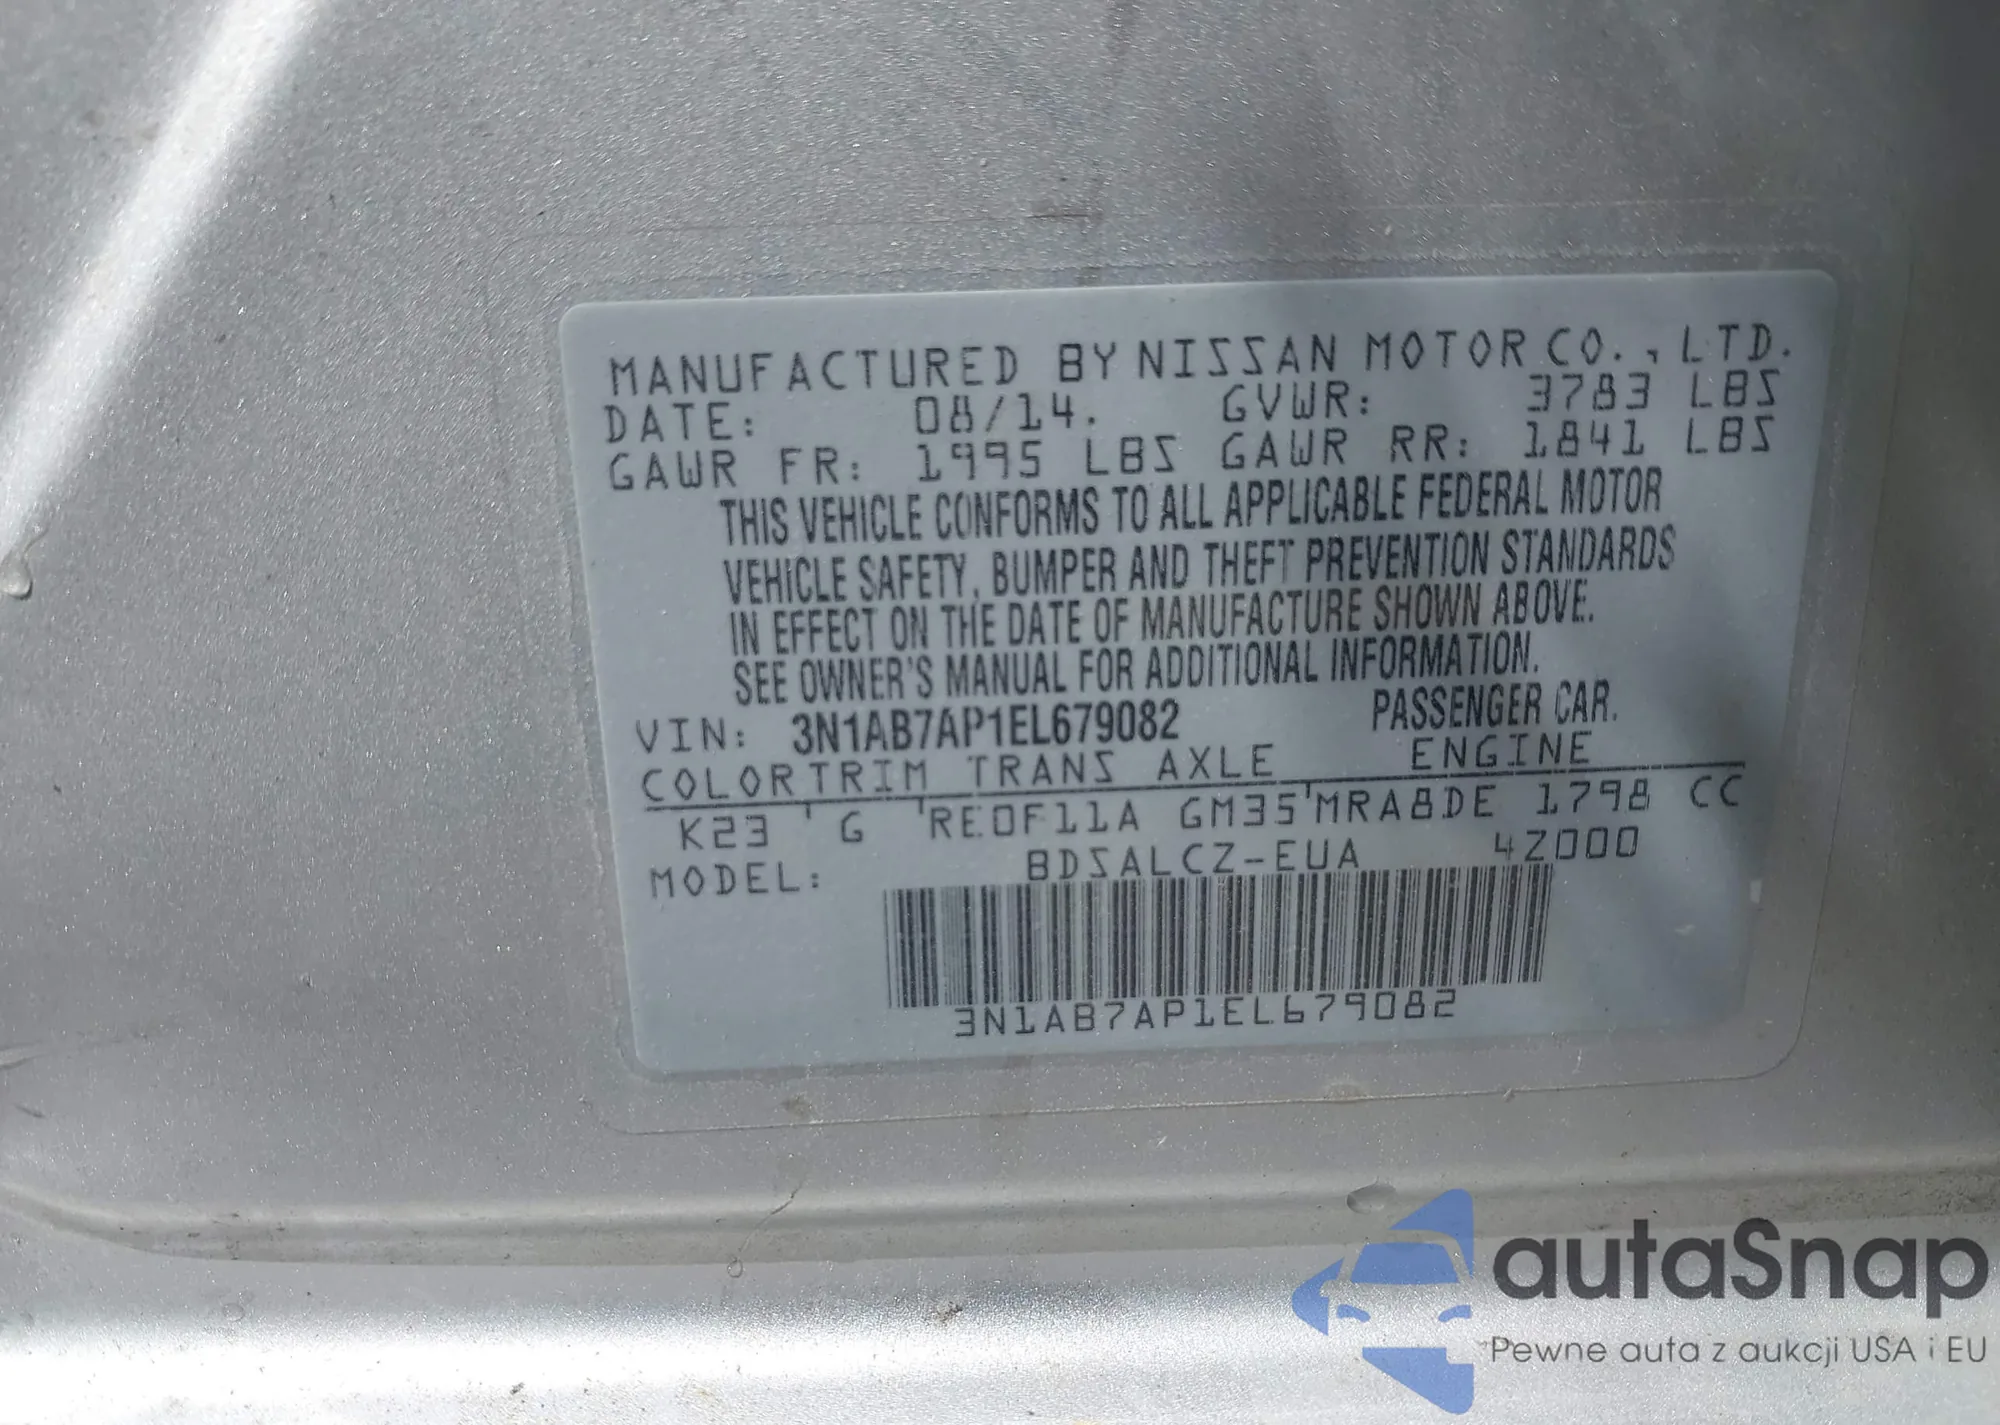 MANUFACTURED BY NISSAN MOTOR CO., LTD.
DATE: 08/14. GVWR: 3783 LBS
GAWR FR: 1995 LBS GAWR RR: 1841 LBS
THIS VEHICLE CONFORMS TO ALL APPLICABLE FEDERAL MOTOR
VEHICLE SAFETY, BUMPER AND THEFT PREVENTION STANDARDS
IN EFFECT ON THE DATE OF MANUFACTURE SHOWN ABOVE.
SEE OWNER'S MANUAL FOR ADDITIONAL INFORMATION.
VIN: 3N1AB7AP1EL679082 PASSENGER CAR.
COLOR TRIM TRANS AXLE ENGINE
K23 G RE0F11A GM35 MRA8DE 1798 CC
MODEL: BDSALCZ-EUA 4Z000
3N1AB7AP1EL679082
autaSnap
Pewne auta z aukcji USA i EU